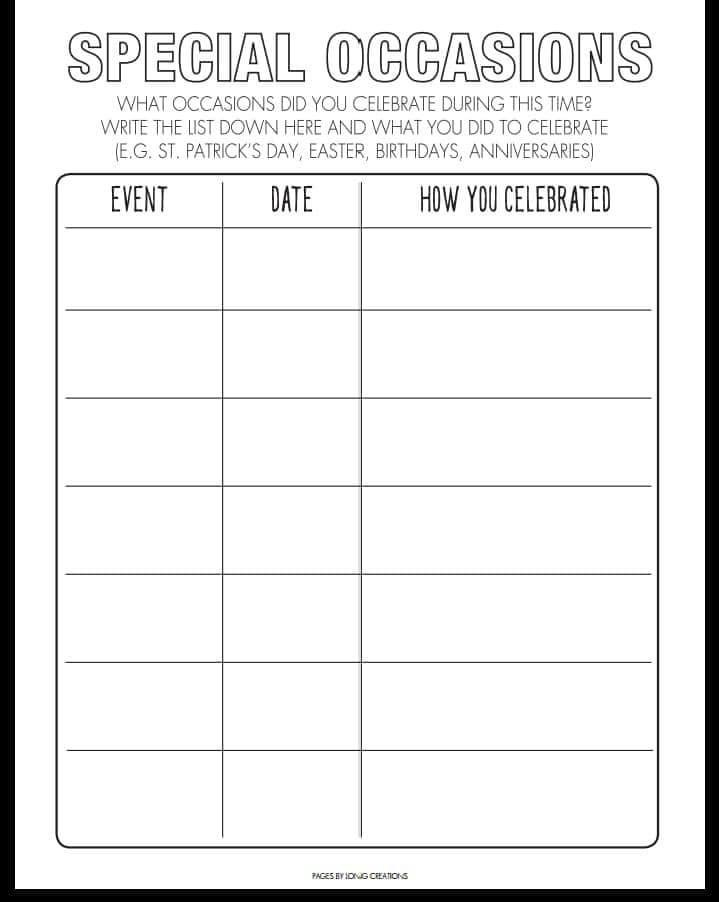 SPECIAL OCCASIONS
WHAT OCCASIONS DID YOU CELEBRATE DURING THIS TIME?
WRITE THE LIST DOWN HERE AND WHAT YOU DID TO CELEBRATE
(E.G. ST. PATRICK'S DAY, EASTER, BIRTHDAYS, ANNIVERSARIES)
EVENT DATE HOW YOU CELEBRATED
PAGES BY LONG CREATIONS